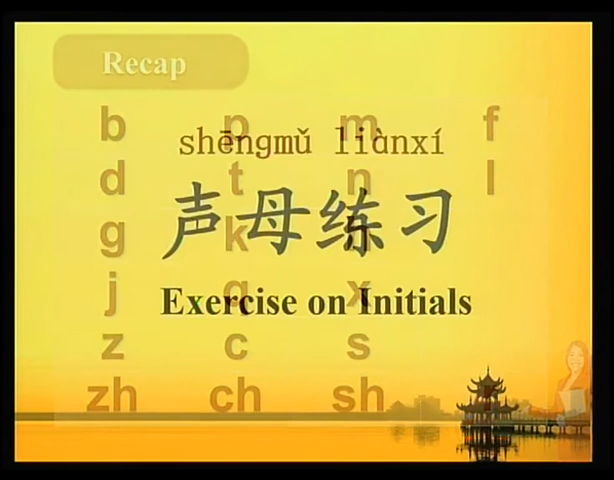 Recap
b p m f
shēngmǔ liànxí
d t n l
声母练习
g k h
j q x
Exercise on Initials
z c s
zh ch sh